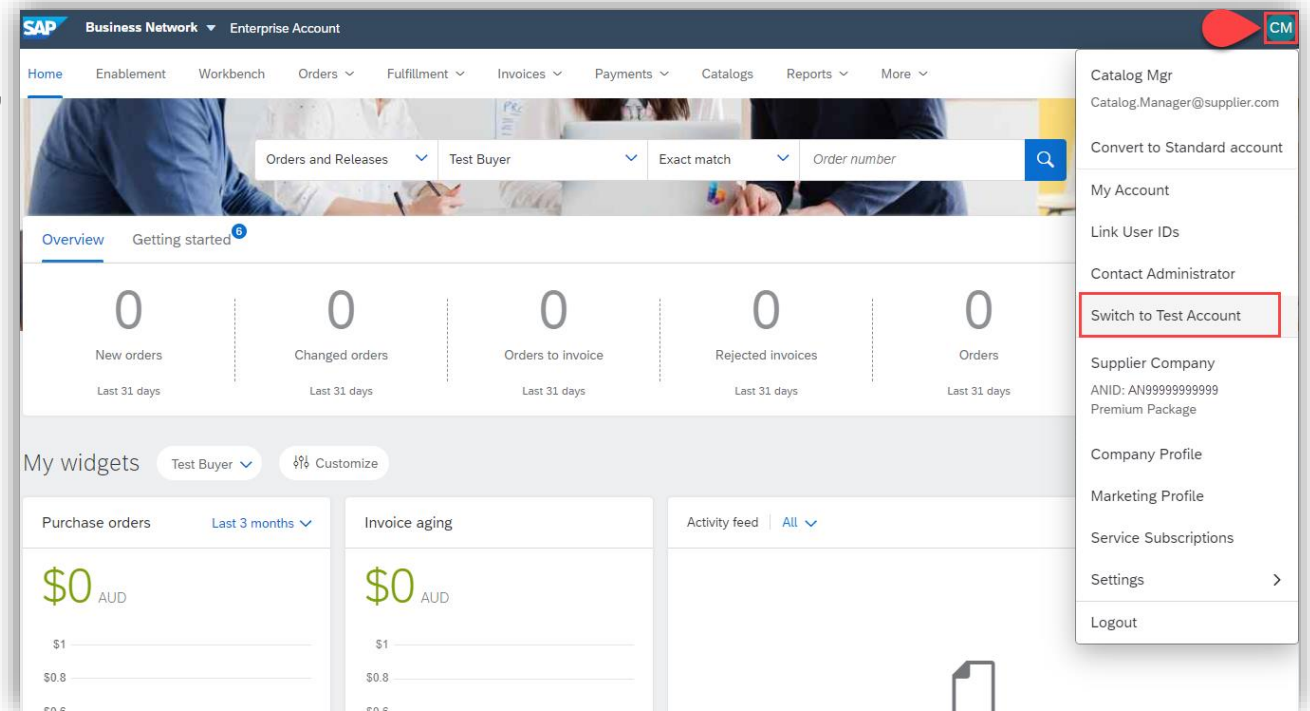 SAP Business Network Enterprise Account CM
Home Enablement Workbench Orders Fulfillment Invoices Payments Catalogs Reports More
Orders and Releases Test Buyer Exact match Order number
Overview Getting started 6
0 0 0 0 0
New orders Changed orders Orders to invoice Rejected invoices Orders
Last 31 days Last 31 days Last 31 days Last 31 days Last 31 days
My widgets Test Buyer Customize
Purchase orders Last 3 months
$0 AUD
$1
$0.8
Invoice aging
$0 AUD
$1
$0.8
Activity feed All
Catalog Mgr
Catalog.Manager@supplier.com
Convert to Standard account
My Account
Link User IDs
Contact Administrator
Switch to Test Account
Supplier Company
ANID: AN99999999999
Premium Package
Company Profile
Marketing Profile
Service Subscriptions
Settings
Logout